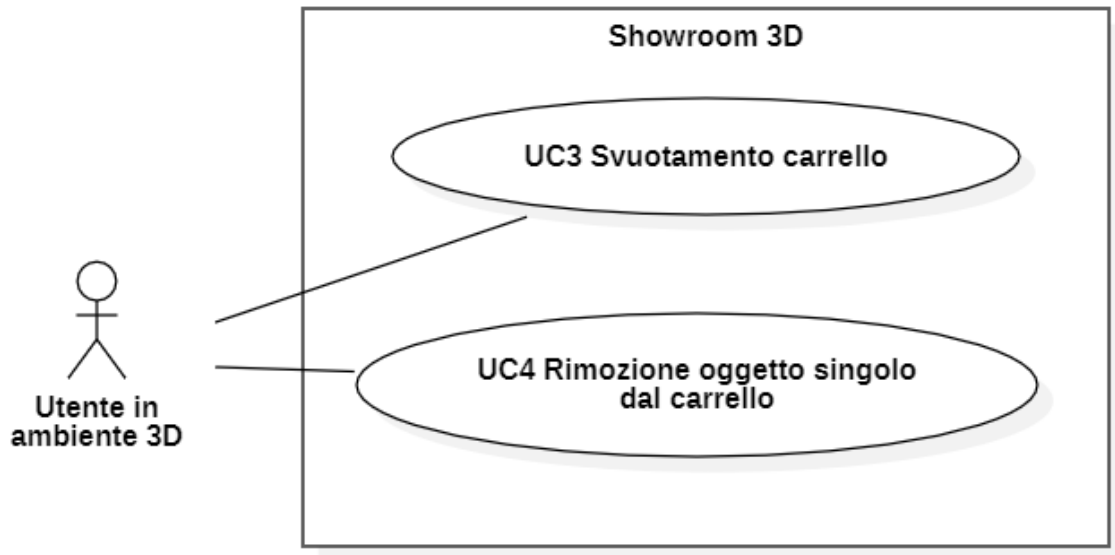 Showroom 3D
UC3 Svuotamento carrello
UC4 Rimozione oggetto singolo
dal carrello
Utente in
ambiente 3D